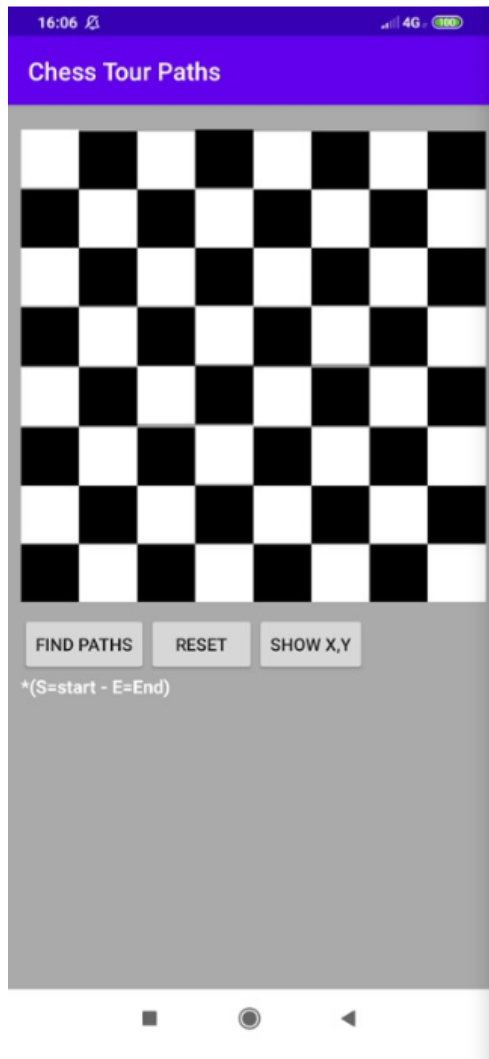 16:06 4G 100
Chess Tour Paths
FIND PATHS RESET SHOW X,Y
*(S=start - E=End)